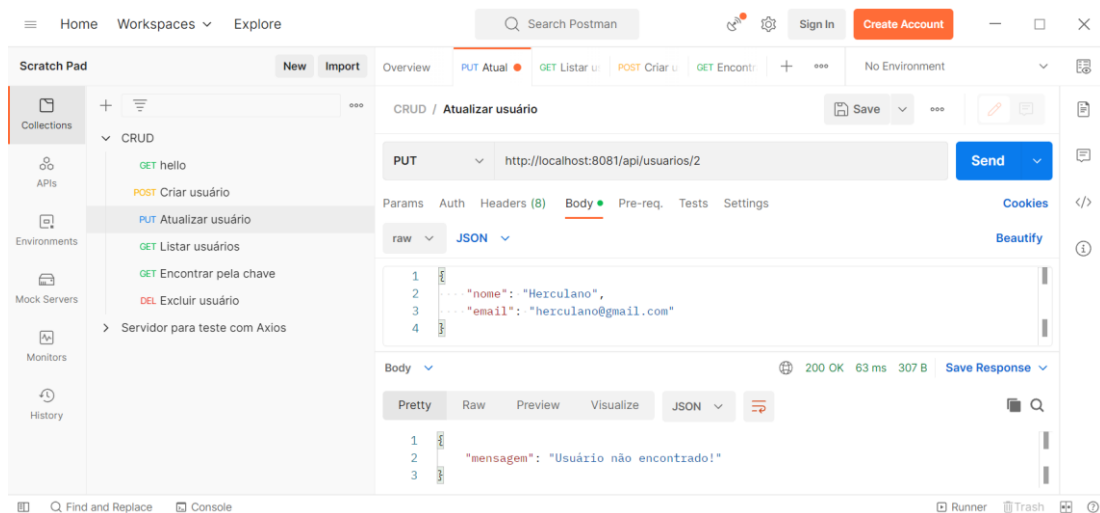 Home Workspaces Explore Search Postman Sign In Create Account
Scratch Pad New Import Overview PUT Atual GET Listar u POST Criar u GET Encontr No Environment
Collections
APIs
Environments
Mock Servers
Monitors
History
CRUD
GET hello
POST Criar usuário
PUT Atualizar usuário
GET Listar usuários
GET Encontrar pela chave
DEL Excluir usuário
Servidor para teste com Axios
CRUD / Atualizar usuário Save
PUT http://localhost:8081/api/usuarios/2 Send
Params Auth Headers (8) Body Pre-req. Tests Settings Cookies
raw JSON Beautify
1 {
2 "nome": "Herculano",
3 "email": "herculano@gmail.com"
4 }
Body 200 OK 63 ms 307 B Save Response
Pretty Raw Preview Visualize JSON
1 {
2 "mensagem": "Usuário não encontrado!"
3 }
Find and Replace Console Runner Trash